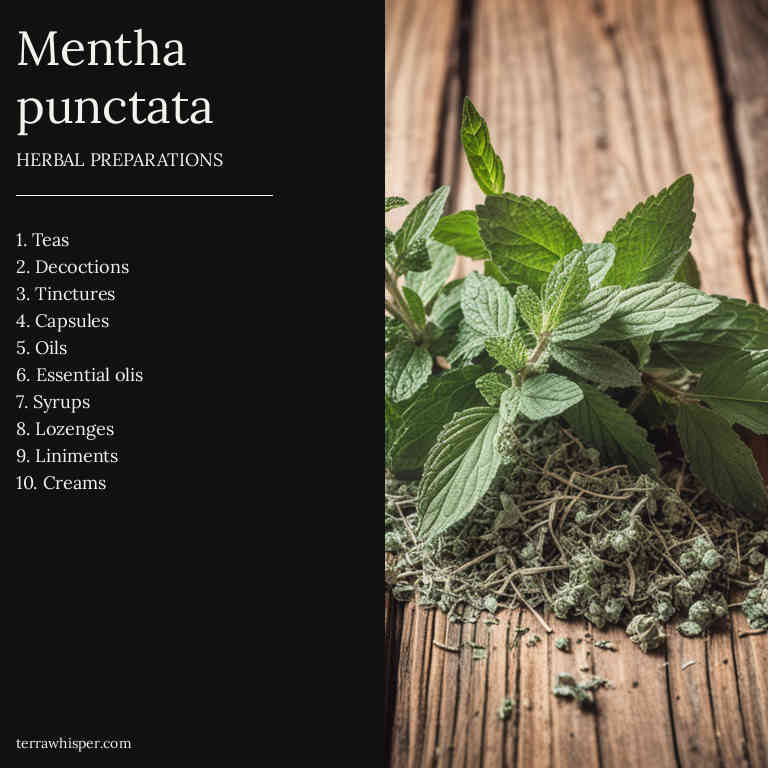 Mentha
punctata
HERBAL PREPARATIONS
1. Teas
2. Decoctions
3. Tinctures
4. Capsules
5. Oils
6. Essential olis
7. Syrups
8. Lozenges
9. Liniments
10. Creams
terrawhisper.com